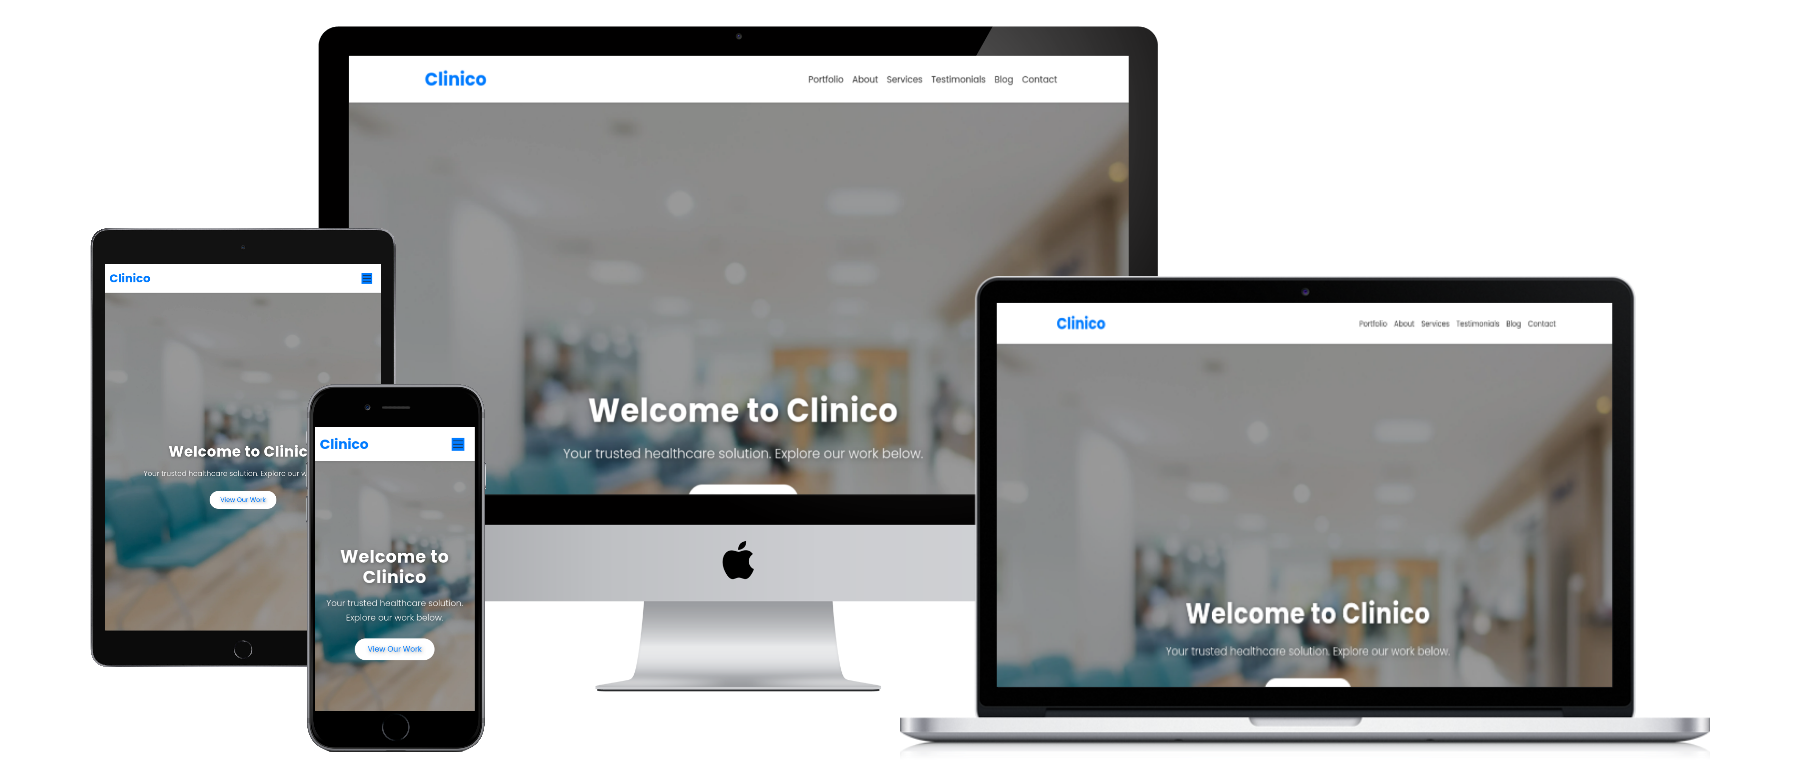 Clinico
Portfolio About Services Testimonials Blog Contact
Welcome to Clinico
Your trusted healthcare solution. Explore our work below.
Clinico
Welcome to Clinic
Your trusted healthcare solution. Explore our w
View Our Work
Clinico
Welcome to
Clinico
Your trusted healthcare solution.
Explore our work below.
View Our Work
Clinico
Portfolio About Services Testimonials Blog Contact
Welcome to Clinico
Your trusted healthcare solution. Explore our work below.